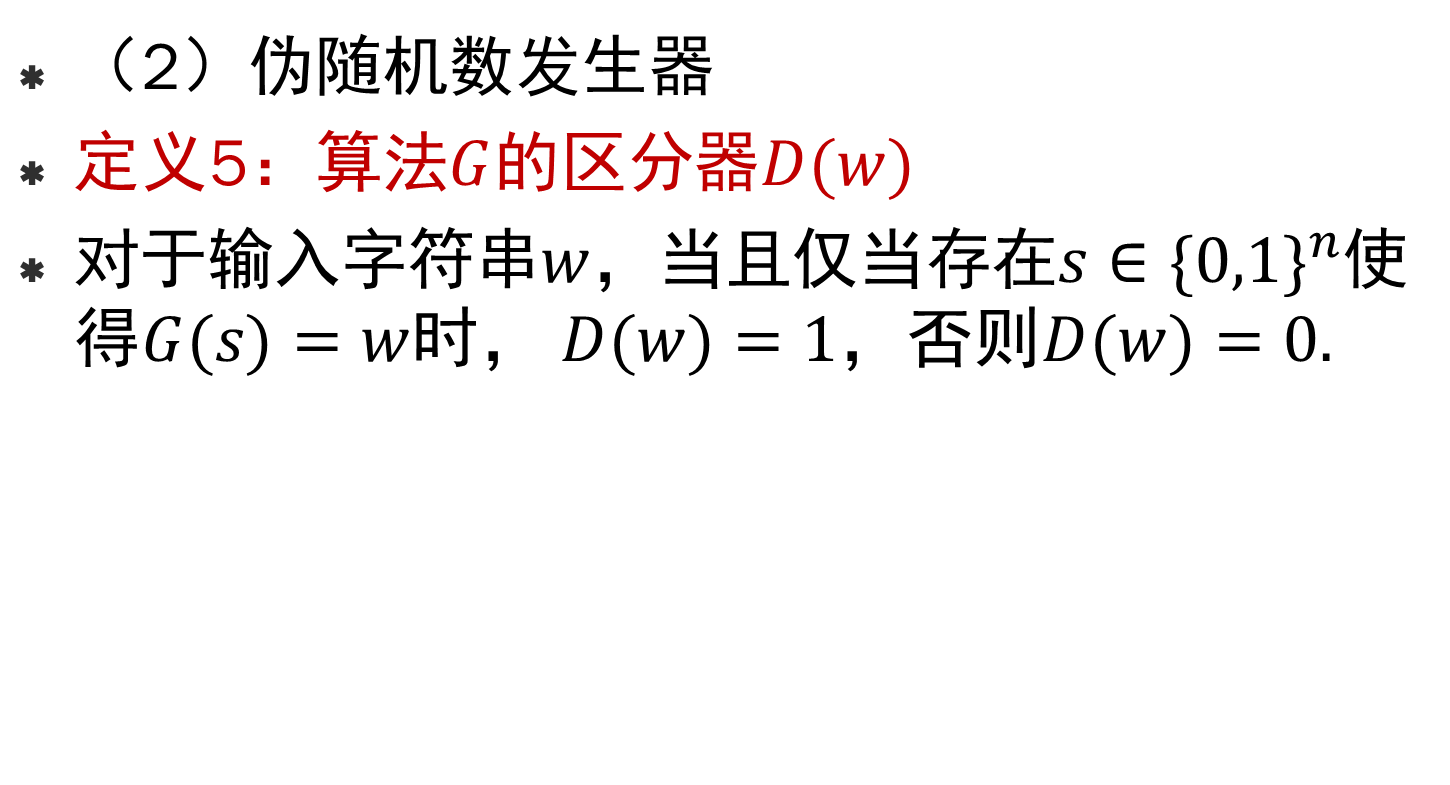 * （2）伪随机数发生器
* 定义5：算法G的区分器D(w)
* 对于输入字符串w，当且仅当存在s ∈ {0,1}ⁿ使
得G(s) = w时， D(w) = 1，否则D(w) = 0.